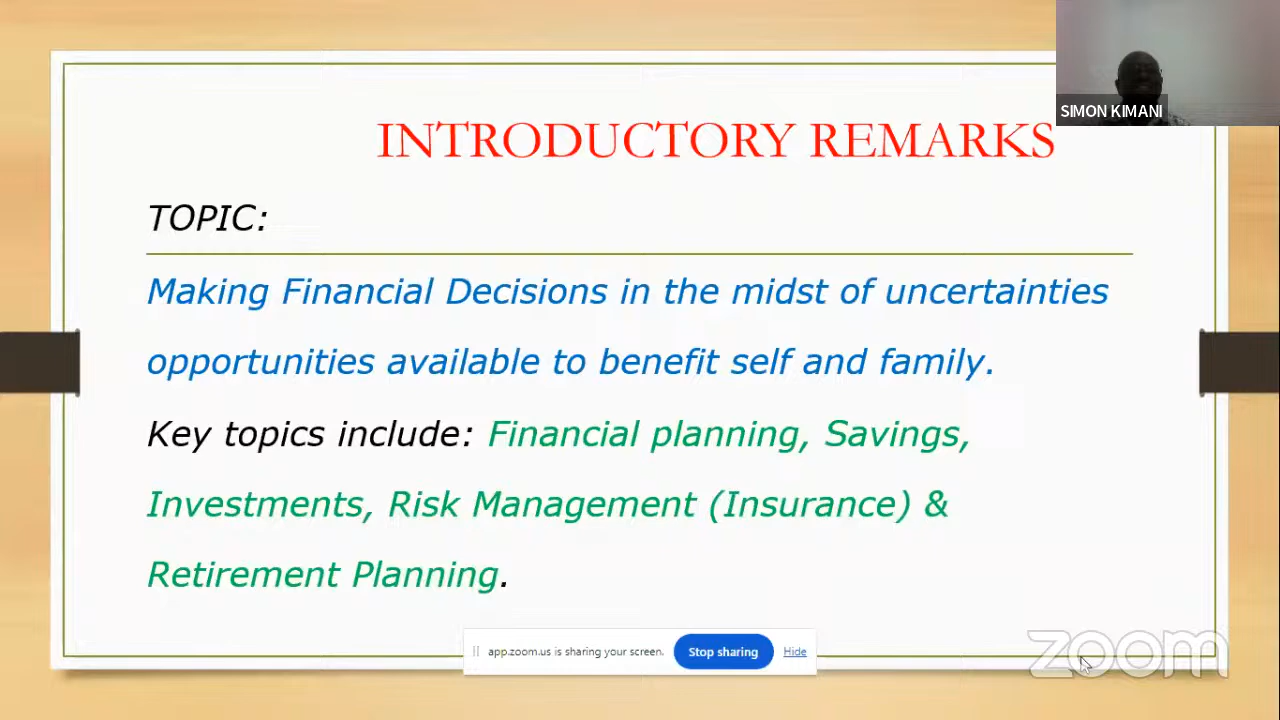 INTRODUCTORY REMARKS
SIMON KIMANI
TOPIC:
Making Financial Decisions in the midst of uncertainties
opportunities available to benefit self and family.
Key topics include: Financial planning, Savings,
Investments, Risk Management (Insurance) &
Retirement Planning.
app.zoom.us is sharing your screen. Stop sharing Hide
zoom